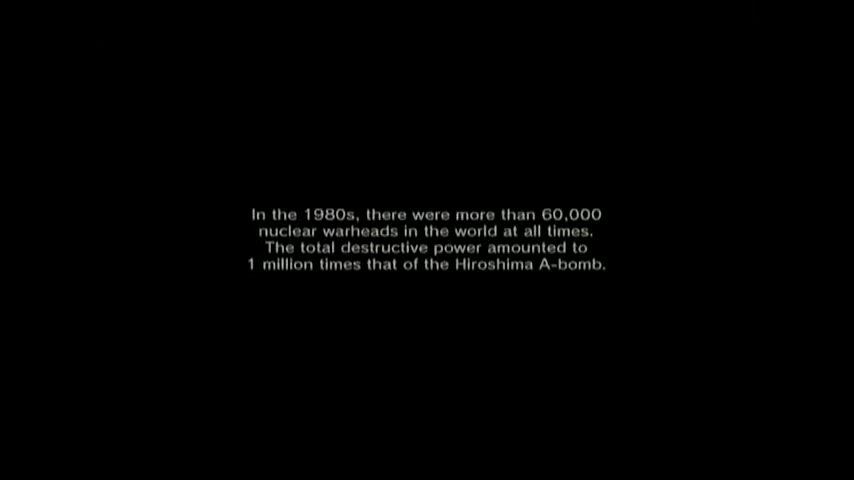 In the 1980s, there were more than 60,000
nuclear warheads in the world at all times.
The total destructive power amounted to
1 million times that of the Hiroshima A-bomb.